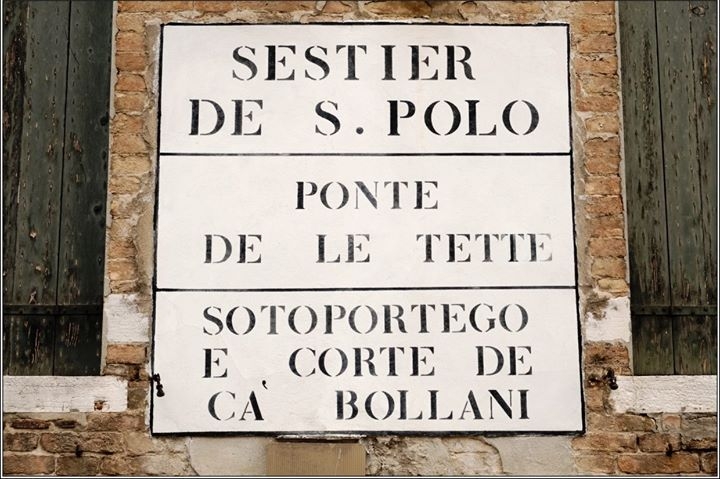 SESTIER
DE S. POLO
PONTE
DE LE TETTE
SOTOPORTEGO
E CORTE DE
CA' BOLLANI